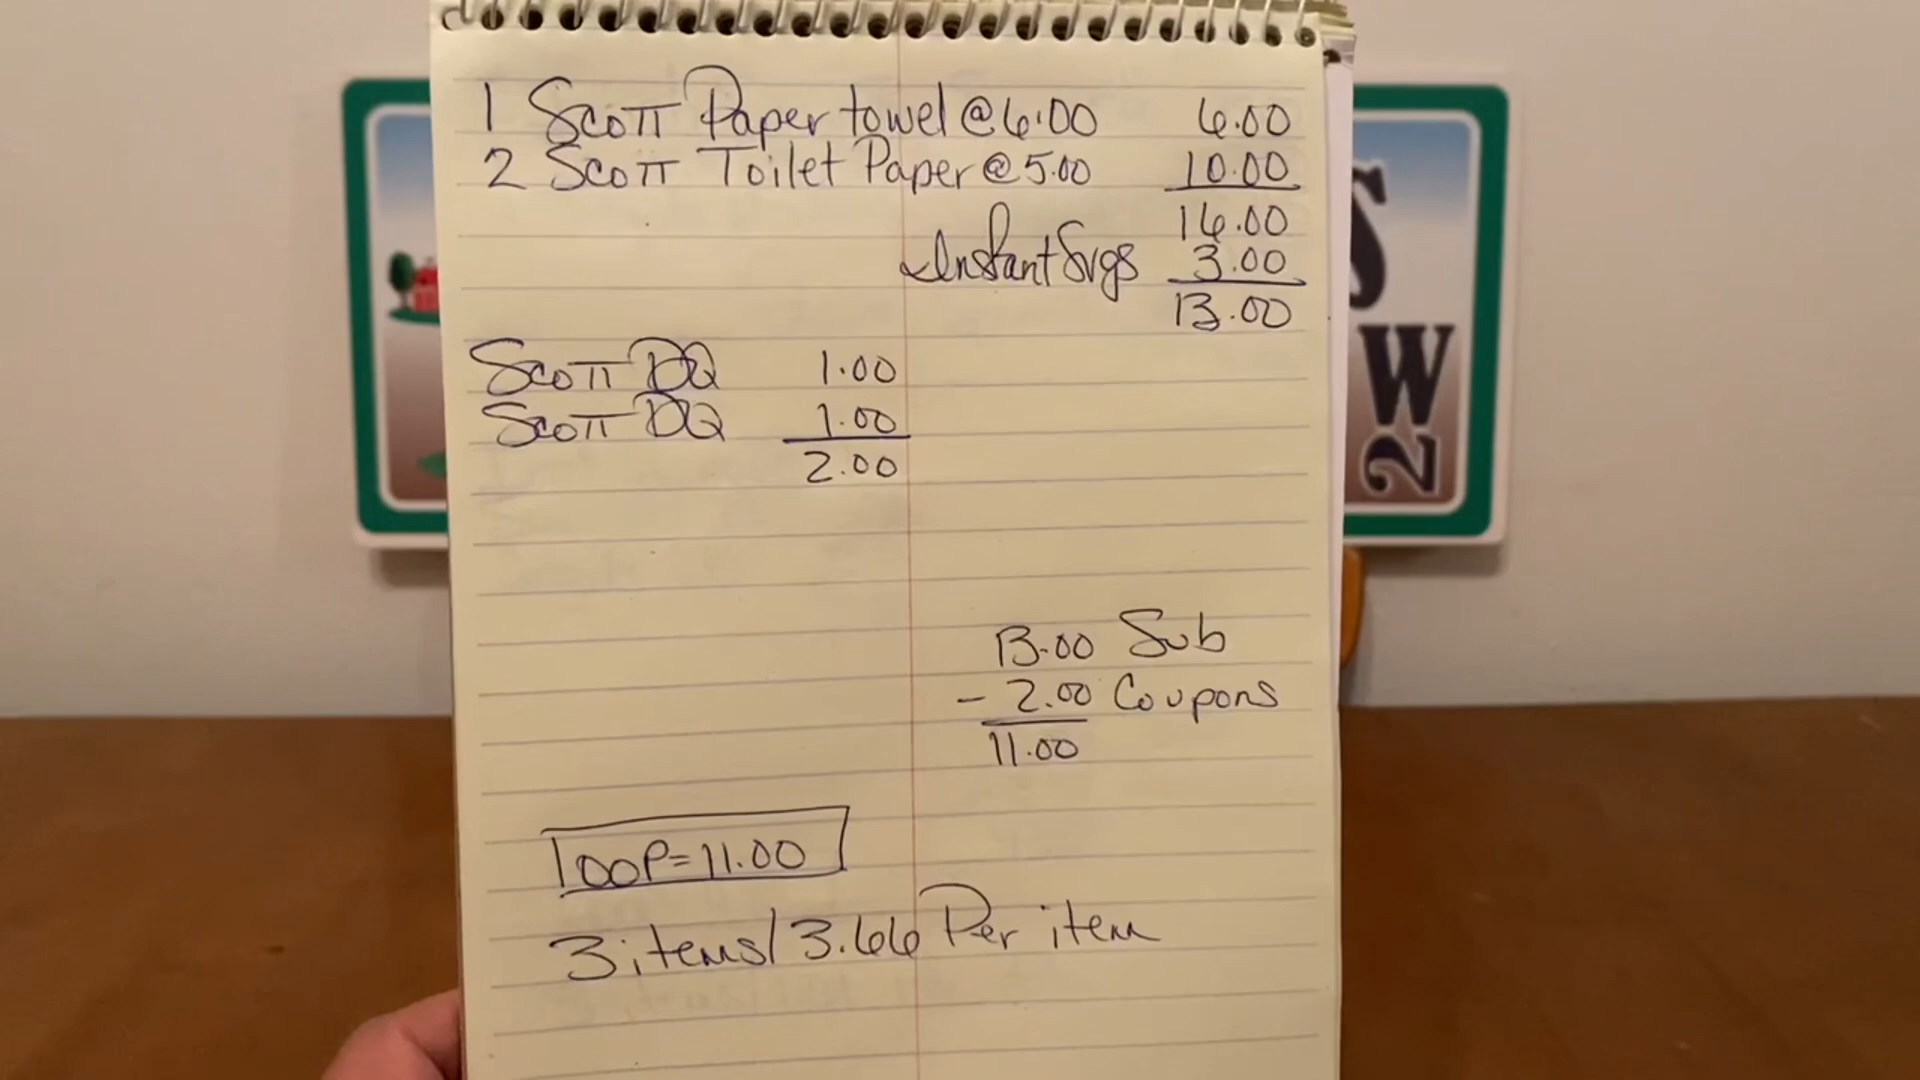 1 Scott Paper towel @ 6.00 6.00
2 Scott Toilet Paper @ 5.00 10.00
16.00
Instant Svgs 3.00
13.00
Scott DQ 1.00
Scott DQ 1.00
2.00
13.00 Sub
- 2.00 Coupons
11.00
OOP=11.00
3 items/3.66 Per item
S
W
2